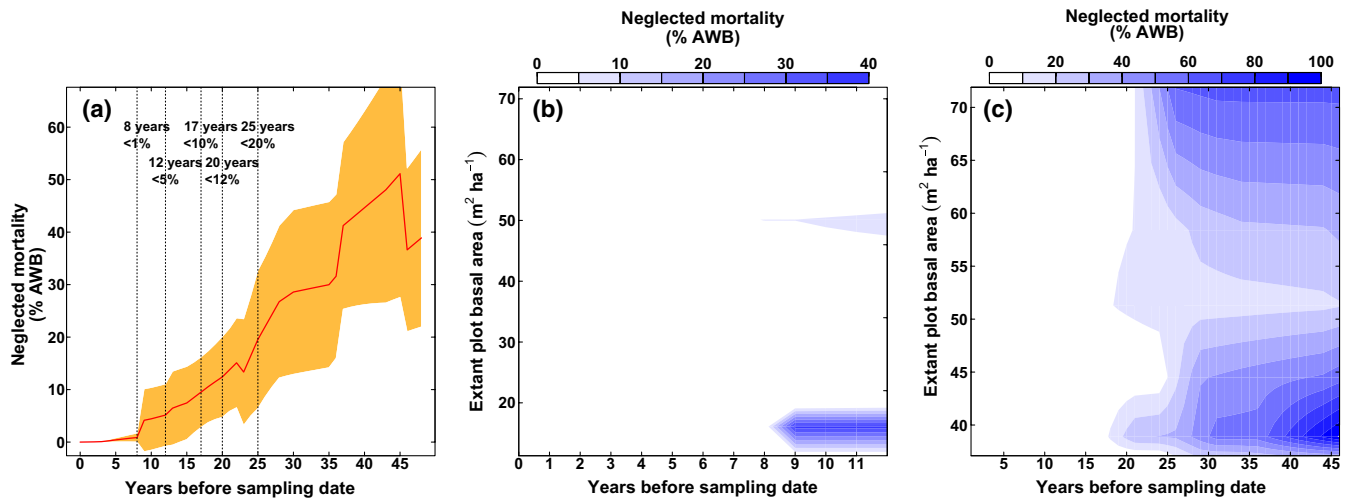 (a)
8 years 17 years 25 years
<1% <10% <20%
12 years 20 years
<5% <12%
Neglected mortality
(% AWB)
60
50
40
30
20
10
0
0 5 10 15 20 25 30 35 40 45
Years before sampling date
Neglected mortality
(% AWB)
0 10 20 30 40
(b)
Extant plot basal area (m² ha⁻¹)
70
60
50
40
30
20
0 1 2 3 4 5 6 7 8 9 10 11
Years before sampling date
Neglected mortality
(% AWB)
0 20 40 60 80 100
(c)
Extant plot basal area (m² ha⁻¹)
70
65
60
55
50
45
40
5 10 15 20 25 30 35 40 45
Years before sampling date